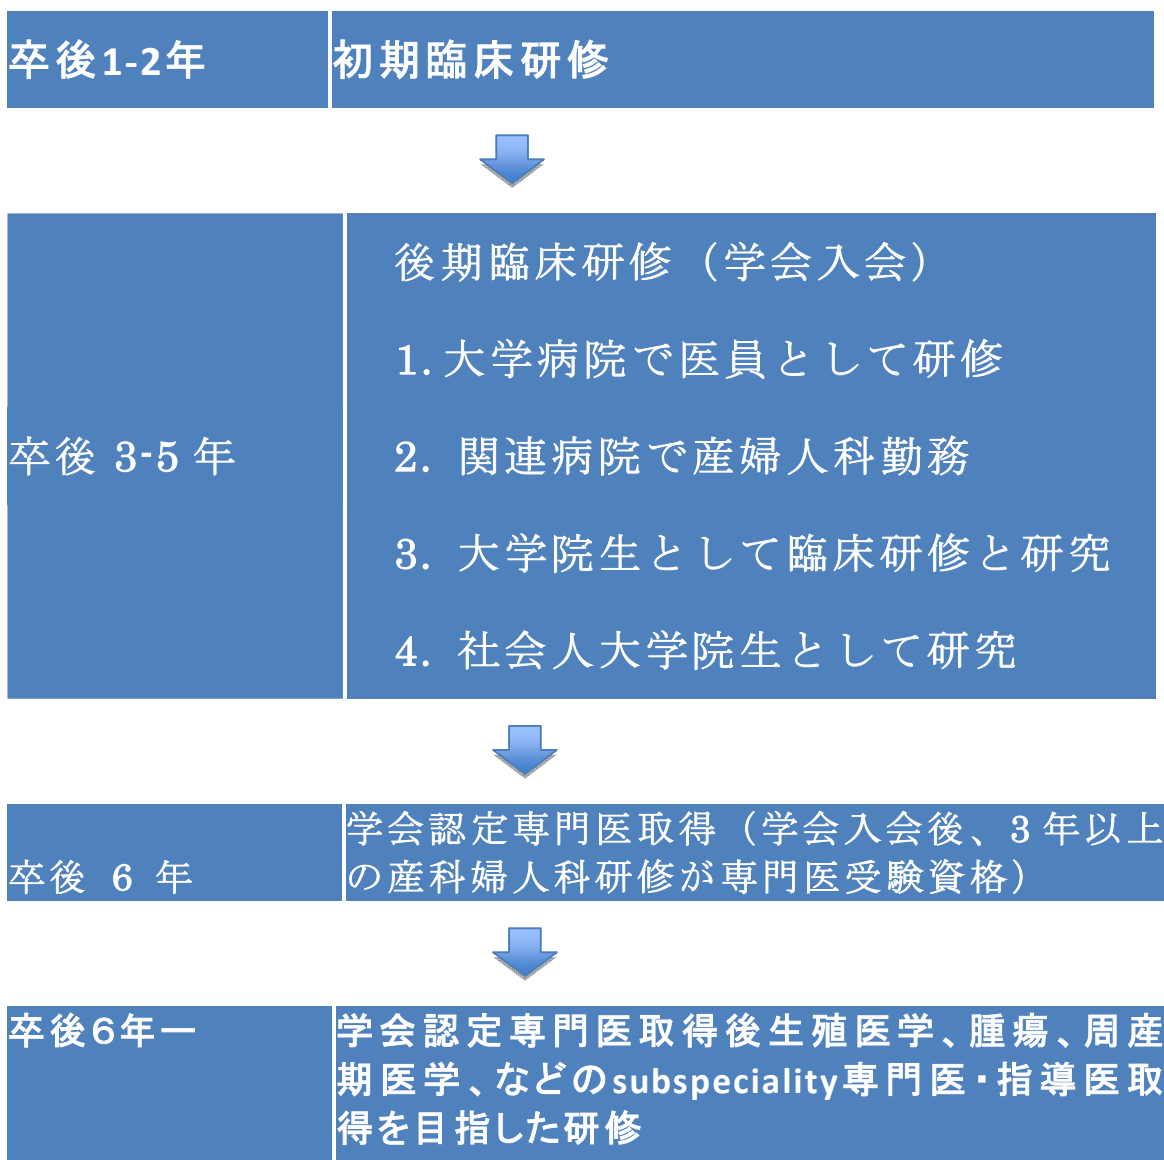 卒後1-2年
初期臨床研修
卒後 3-5 年
後期臨床研修（学会入会）
1. 大学病院で医員として研修
2. 関連病院で産婦人科勤務
3. 大学院生として臨床研修と研究
4. 社会人大学院生として研究
卒後 6 年
学会認定専門医取得（学会入会後、3 年以上
の産科婦人科研修が専門医受験資格）
卒後６年ー
学会認定専門医取得後生殖医学、腫瘍、周産
期医学、などのsubspeciality専門医・指導医取
得を目指した研修